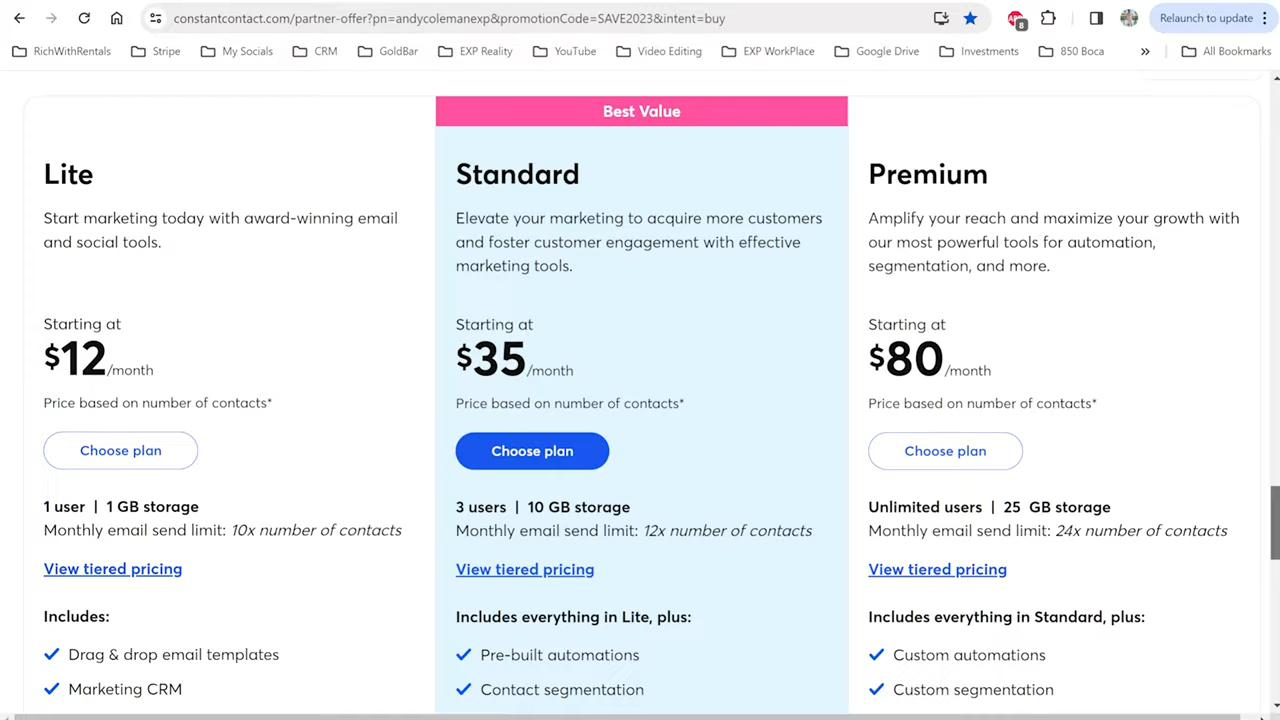 constantcontact.com/partner-offer?pn=andycolemanexp&promotionCode=SAVE2023&intent=buy
8
Relaunch to update
RichWithRentals
Stripe
My Socials
CRM
GoldBar
EXP Reality
YouTube
Video Editing
EXP WorkPlace
Google Drive
Investments
850 Boca
»
All Bookmarks
Best Value
Lite
Start marketing today with award-winning email
and social tools.
Starting at
$12/month
Price based on number of contacts*
Choose plan
1 user | 1 GB storage
Monthly email send limit: 10x number of contacts
View tiered pricing
Includes:
Drag & drop email templates
Marketing CRM
Standard
Elevate your marketing to acquire more customers
and foster customer engagement with effective
marketing tools.
Starting at
$35/month
Price based on number of contacts*
Choose plan
3 users | 10 GB storage
Monthly email send limit: 12x number of contacts
View tiered pricing
Includes everything in Lite, plus:
Pre-built automations
Contact segmentation
Premium
Amplify your reach and maximize your growth with
our most powerful tools for automation,
segmentation, and more.
Starting at
$80/month
Price based on number of contacts*
Choose plan
Unlimited users | 25 GB storage
Monthly email send limit: 24x number of contacts
View tiered pricing
Includes everything in Standard, plus:
Custom automations
Custom segmentation